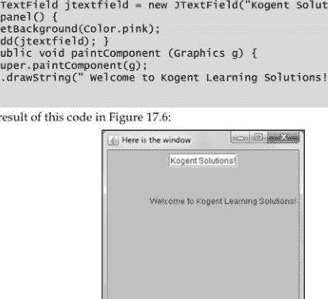 TextField jtextfield = new JTextField("Kogent Solut
panel() {
etBackground(Color.pink);
dd(jtextfield); }
ublic void paintComponent (Graphics g) {
uper.paintComponent(g);
.drawString(" Welcome to Kogent Learning Solutions!
result of this code in Figure 17.6:
Here is the window
Kogent Solutions!
Welcome to Kogent Learning Solutions!